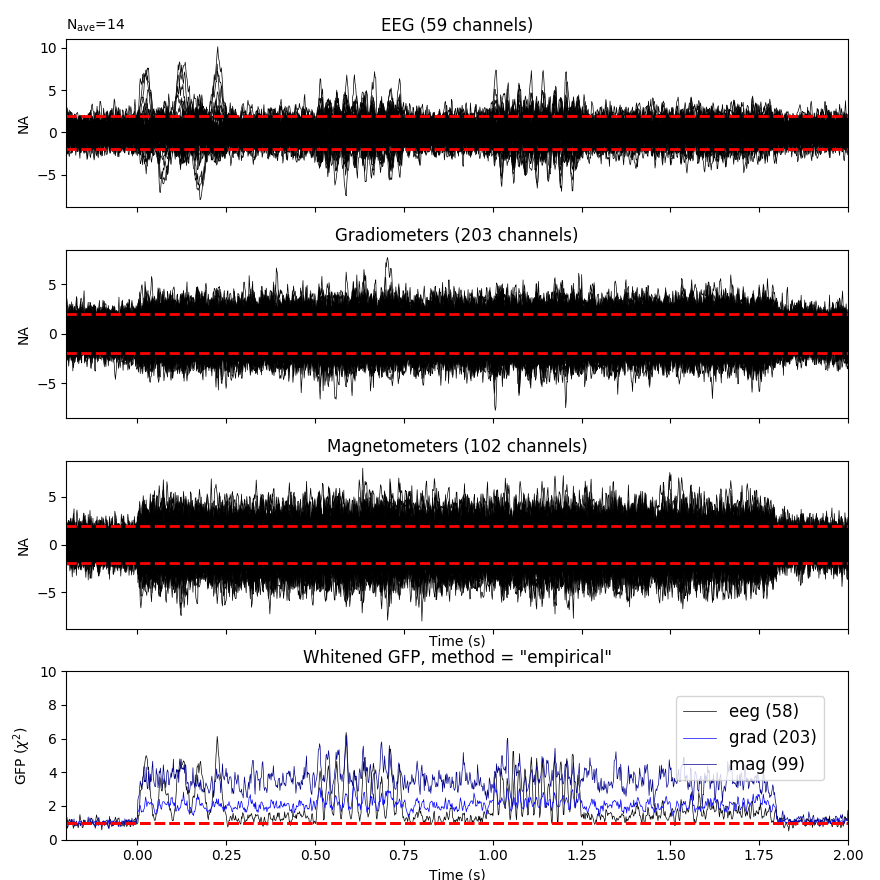 N_ave=14
EEG (59 channels)
10
5
0
−5
NA
Gradiometers (203 channels)
5
0
−5
NA
Magnetometers (102 channels)
5
0
−5
NA
Time (s)
Whitened GFP, method = "empirical"
10
8
6
4
2
0
GFP (χ²)
eeg (58)
grad (203)
mag (99)
0.00 0.25 0.50 0.75 1.00 1.25 1.50 1.75 2.00
Time (s)